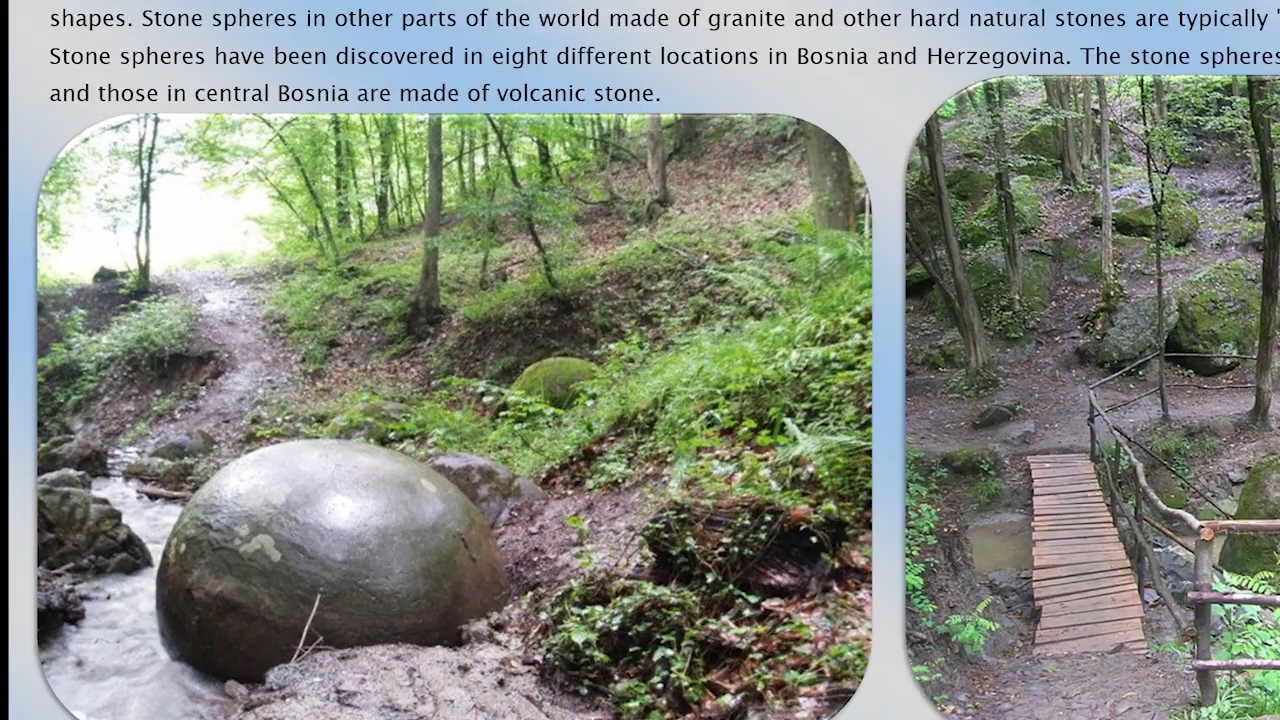 shapes. Stone spheres in other parts of the world made of granite and other hard natural stones are typically
Stone spheres have been discovered in eight different locations in Bosnia and Herzegovina. The stone spheres
and those in central Bosnia are made of volcanic stone.